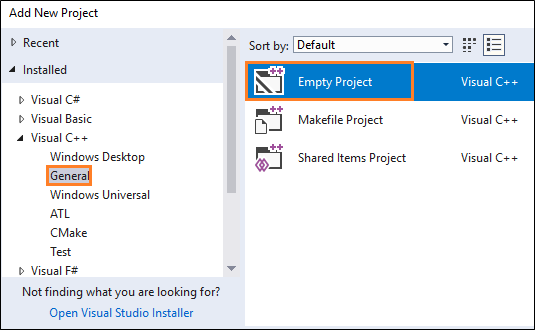 Add New Project
Recent
Installed
Visual C#
Visual Basic
Visual C++
Windows Desktop
General
Windows Universal
ATL
CMake
Test
Visual F#
Not finding what you are looking for?
Open Visual Studio Installer
Sort by: Default
Empty Project Visual C++
Makefile Project Visual C++
Shared Items Project Visual C++